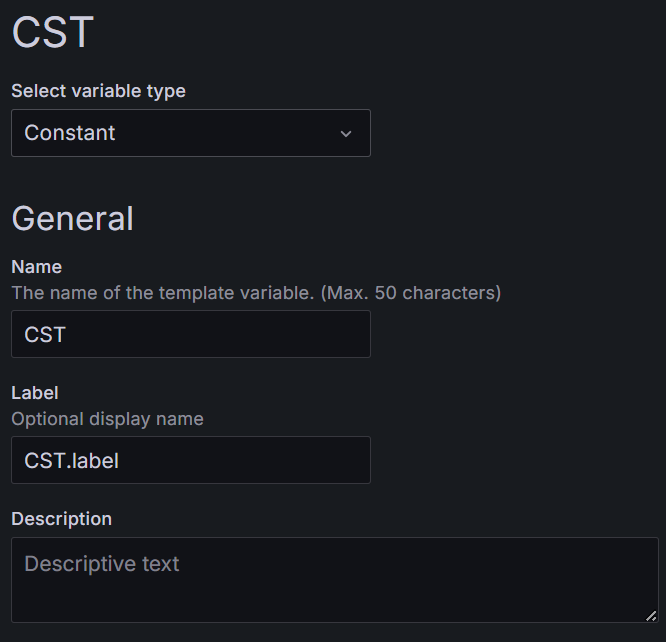 CST
Select variable type
Constant
General
Name
The name of the template variable. (Max. 50 characters)
CST
Label
Optional display name
CST.label
Description
Descriptive text